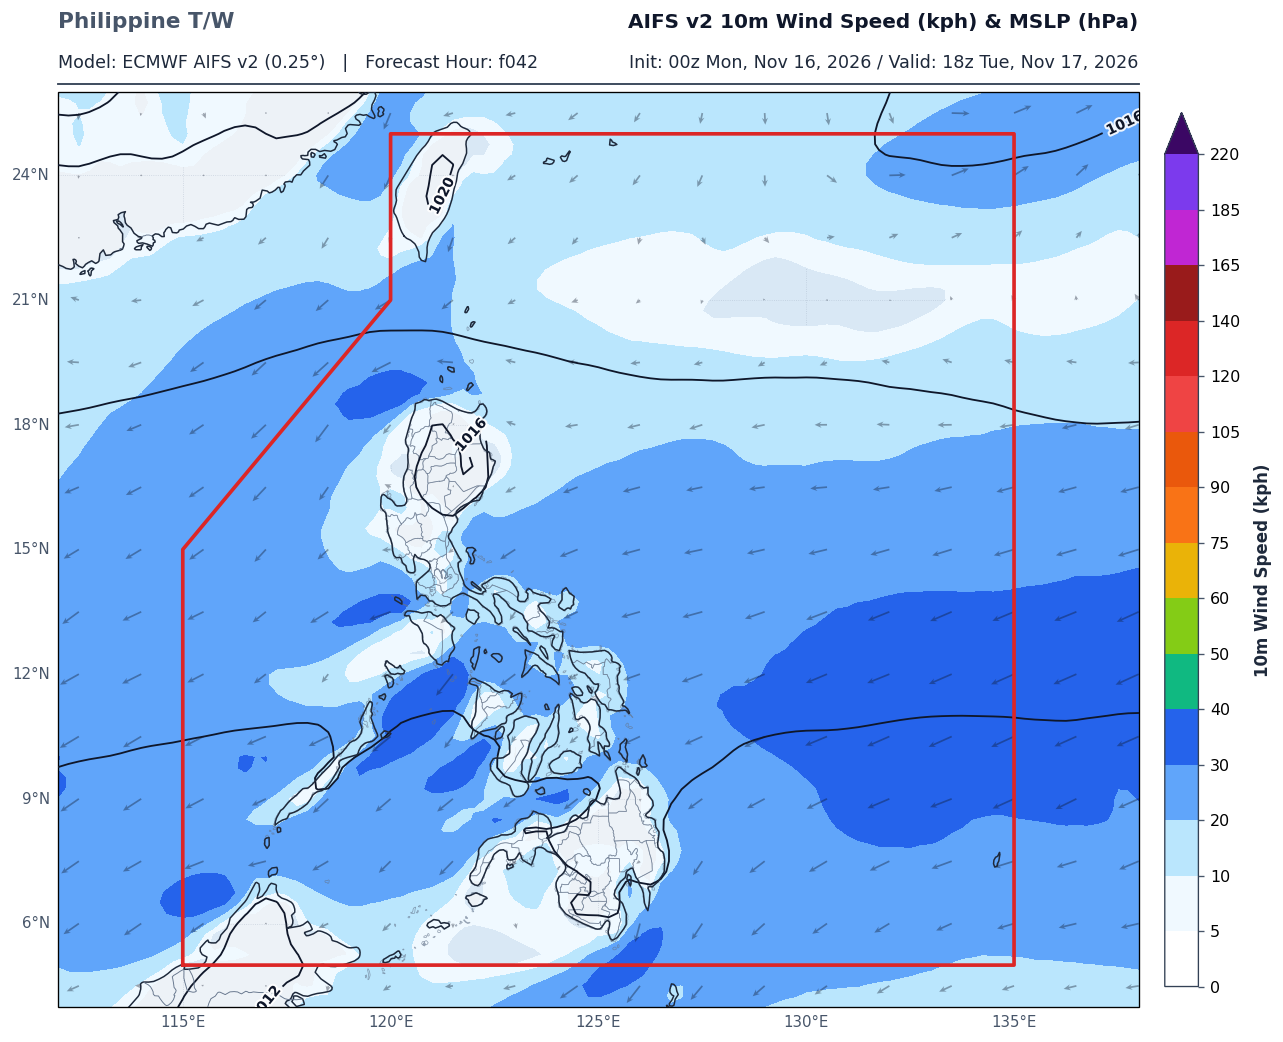 Philippine T/W
AIFS v2 10m Wind Speed (kph) & MSLP (hPa)
Model: ECMWF AIFS v2 (0.25°) | Forecast Hour: f042
Init: 00z Mon, Nov 16, 2026 / Valid: 18z Tue, Nov 17, 2026
1016
1020
1016
012
24°N
21°N
18°N
15°N
12°N
9°N
6°N
115°E
120°E
125°E
130°E
135°E
220
185
165
140
120
105
90
75
60
50
40
30
20
10
5
0
10m Wind Speed (kph)